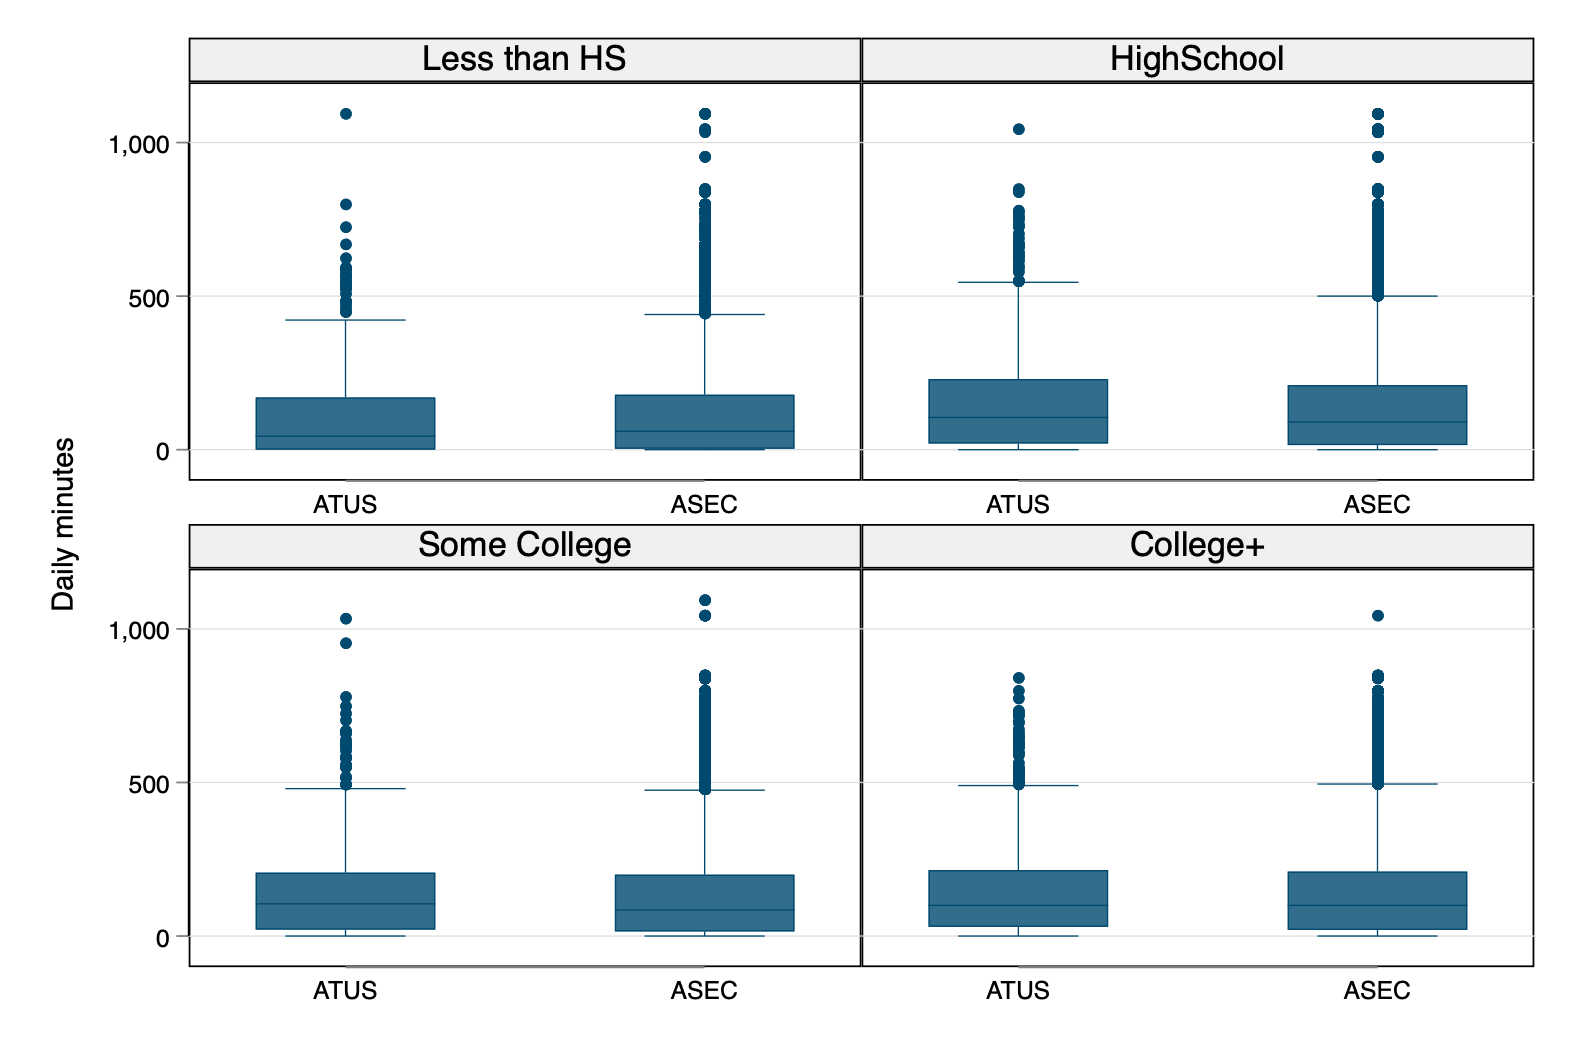 Less than HS
HighSchool
1,000
500
0
ATUS
ASEC
ATUS
ASEC
Daily minutes
Some College
College+
1,000
500
0
ATUS
ASEC
ATUS
ASEC